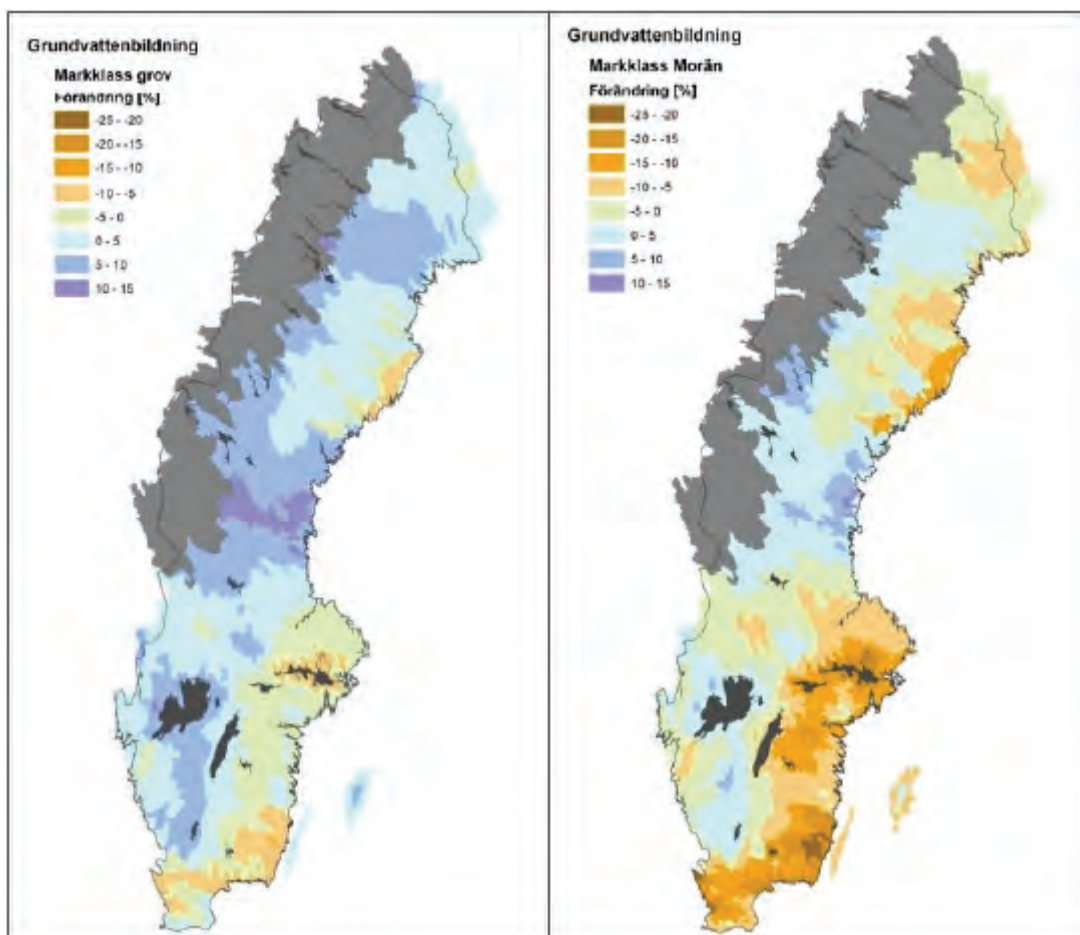 Grundvattenbildning
Markklass grov
Förändring [%]
-25 - -20
-20 - -15
-15 - -10
-10 - -5
-5 - 0
0 - 5
5 - 10
10 - 15
Grundvattenbildning
Markklass Morän
Förändring [%]
-25 - -20
-20 - -15
-15 - -10
-10 - -5
-5 - 0
0 - 5
5 - 10
10 - 15